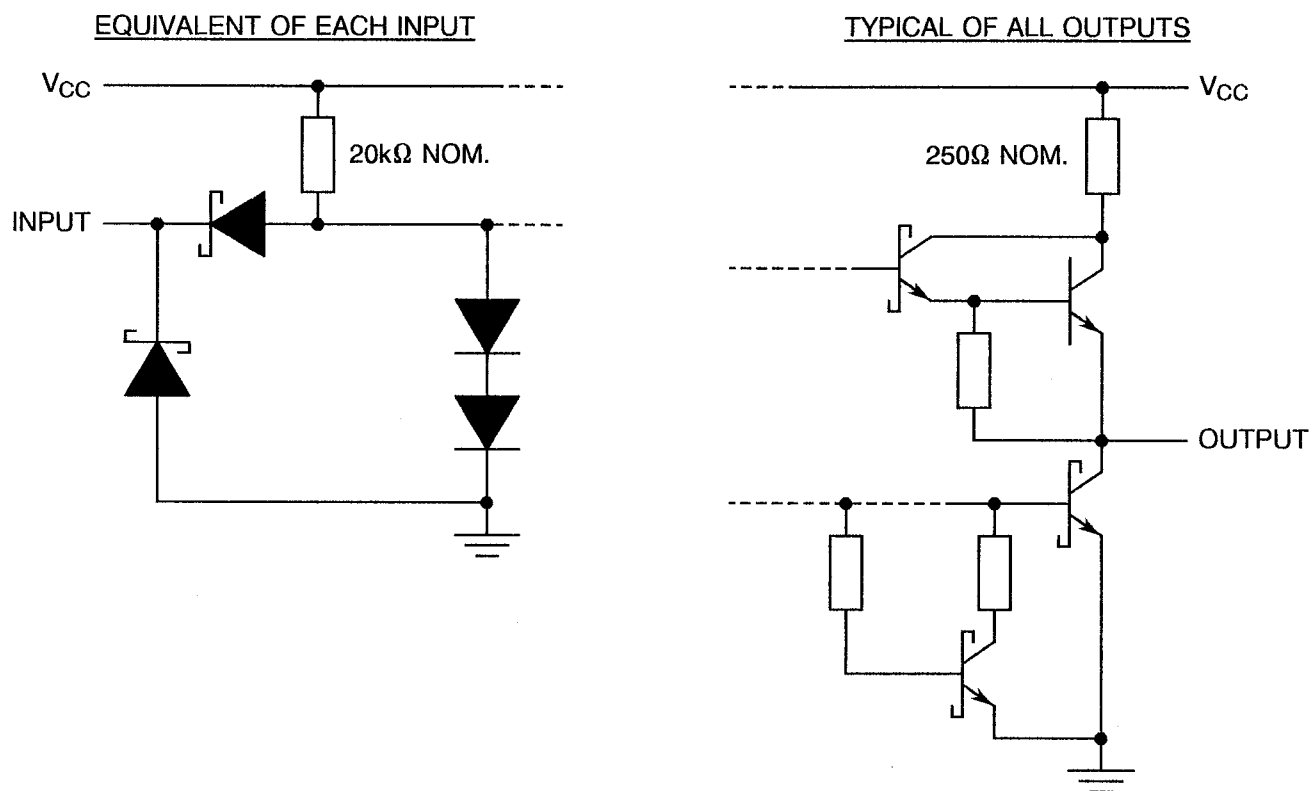 EQUIVALENT OF EACH INPUT
VCC
20kΩ NOM.
INPUT
TYPICAL OF ALL OUTPUTS
VCC
250Ω NOM.
OUTPUT